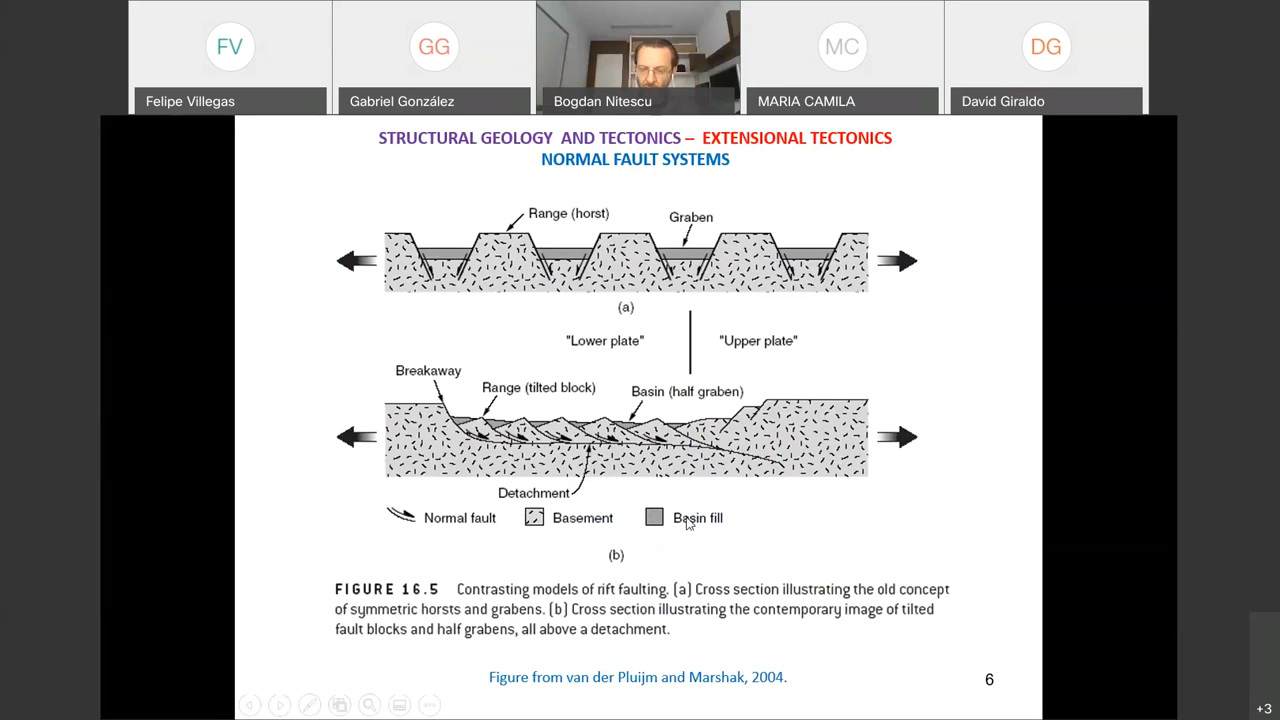 FV
GG
MC
DG
Felipe Villegas
Gabriel González
Bogdan Nitescu
MARIA CAMILA
David Giraldo
STRUCTURAL GEOLOGY AND TECTONICS – EXTENSIONAL TECTONICS
NORMAL FAULT SYSTEMS
Range (horst)
Graben
(a)
"Lower plate"
"Upper plate"
Breakaway
Range (tilted block)
Basin (half graben)
Detachment
Normal fault
Basement
Basin fill
(b)
FIGURE 16.5 Contrasting models of rift faulting. (a) Cross section illustrating the old concept
of symmetric horsts and grabens. (b) Cross section illustrating the contemporary image of tilted
fault blocks and half grabens, all above a detachment.
Figure from van der Pluijm and Marshak, 2004.
6
+3